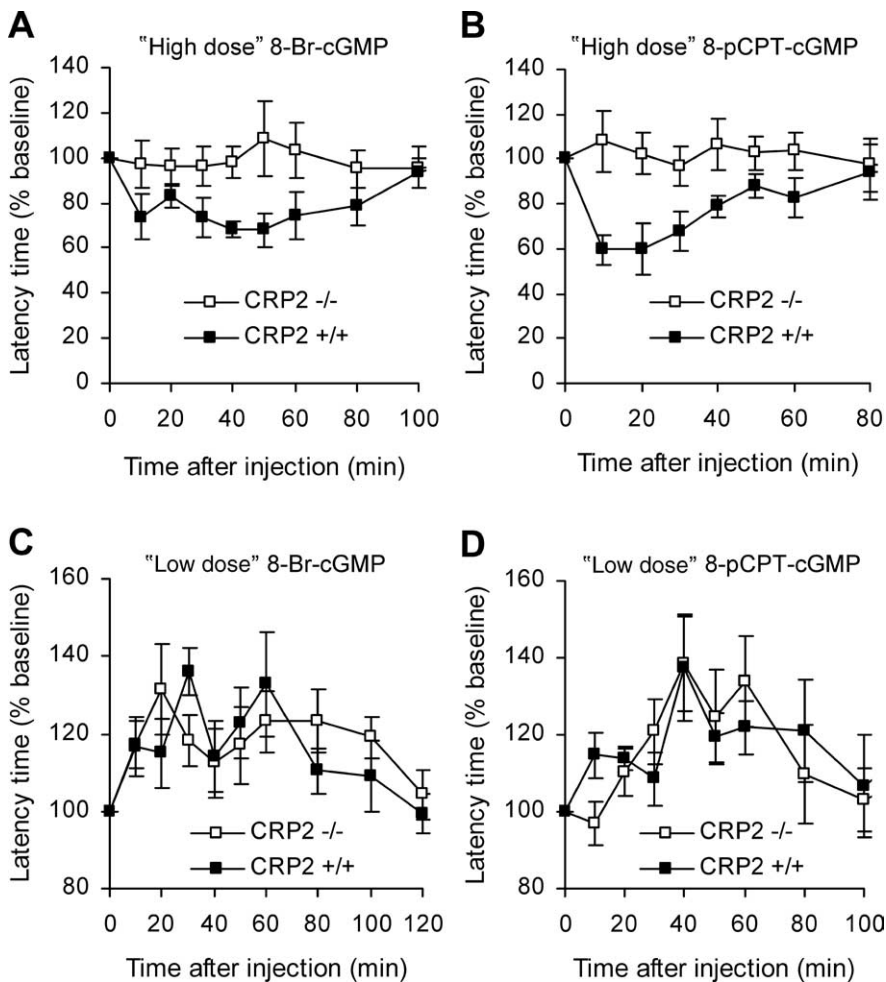 A
"High dose" 8-Br-cGMP
Latency time (% baseline)
140
120
100
80
60
40
20
0
CRP2 -/-
CRP2 +/+
0 20 40 60 80 100
Time after injection (min)
B
"High dose" 8-pCPT-cGMP
Latency time (% baseline)
140
120
100
80
60
40
20
0
CRP2 -/-
CRP2 +/+
0 20 40 60 80
Time after injection (min)
C
"Low dose" 8-Br-cGMP
Latency time (% baseline)
160
140
120
100
80
CRP2 -/-
CRP2 +/+
0 20 40 60 80 100 120
Time after injection (min)
D
"Low dose" 8-pCPT-cGMP
Latency time (% baseline)
160
140
120
100
80
CRP2 -/-
CRP2 +/+
0 20 40 60 80 100
Time after injection (min)